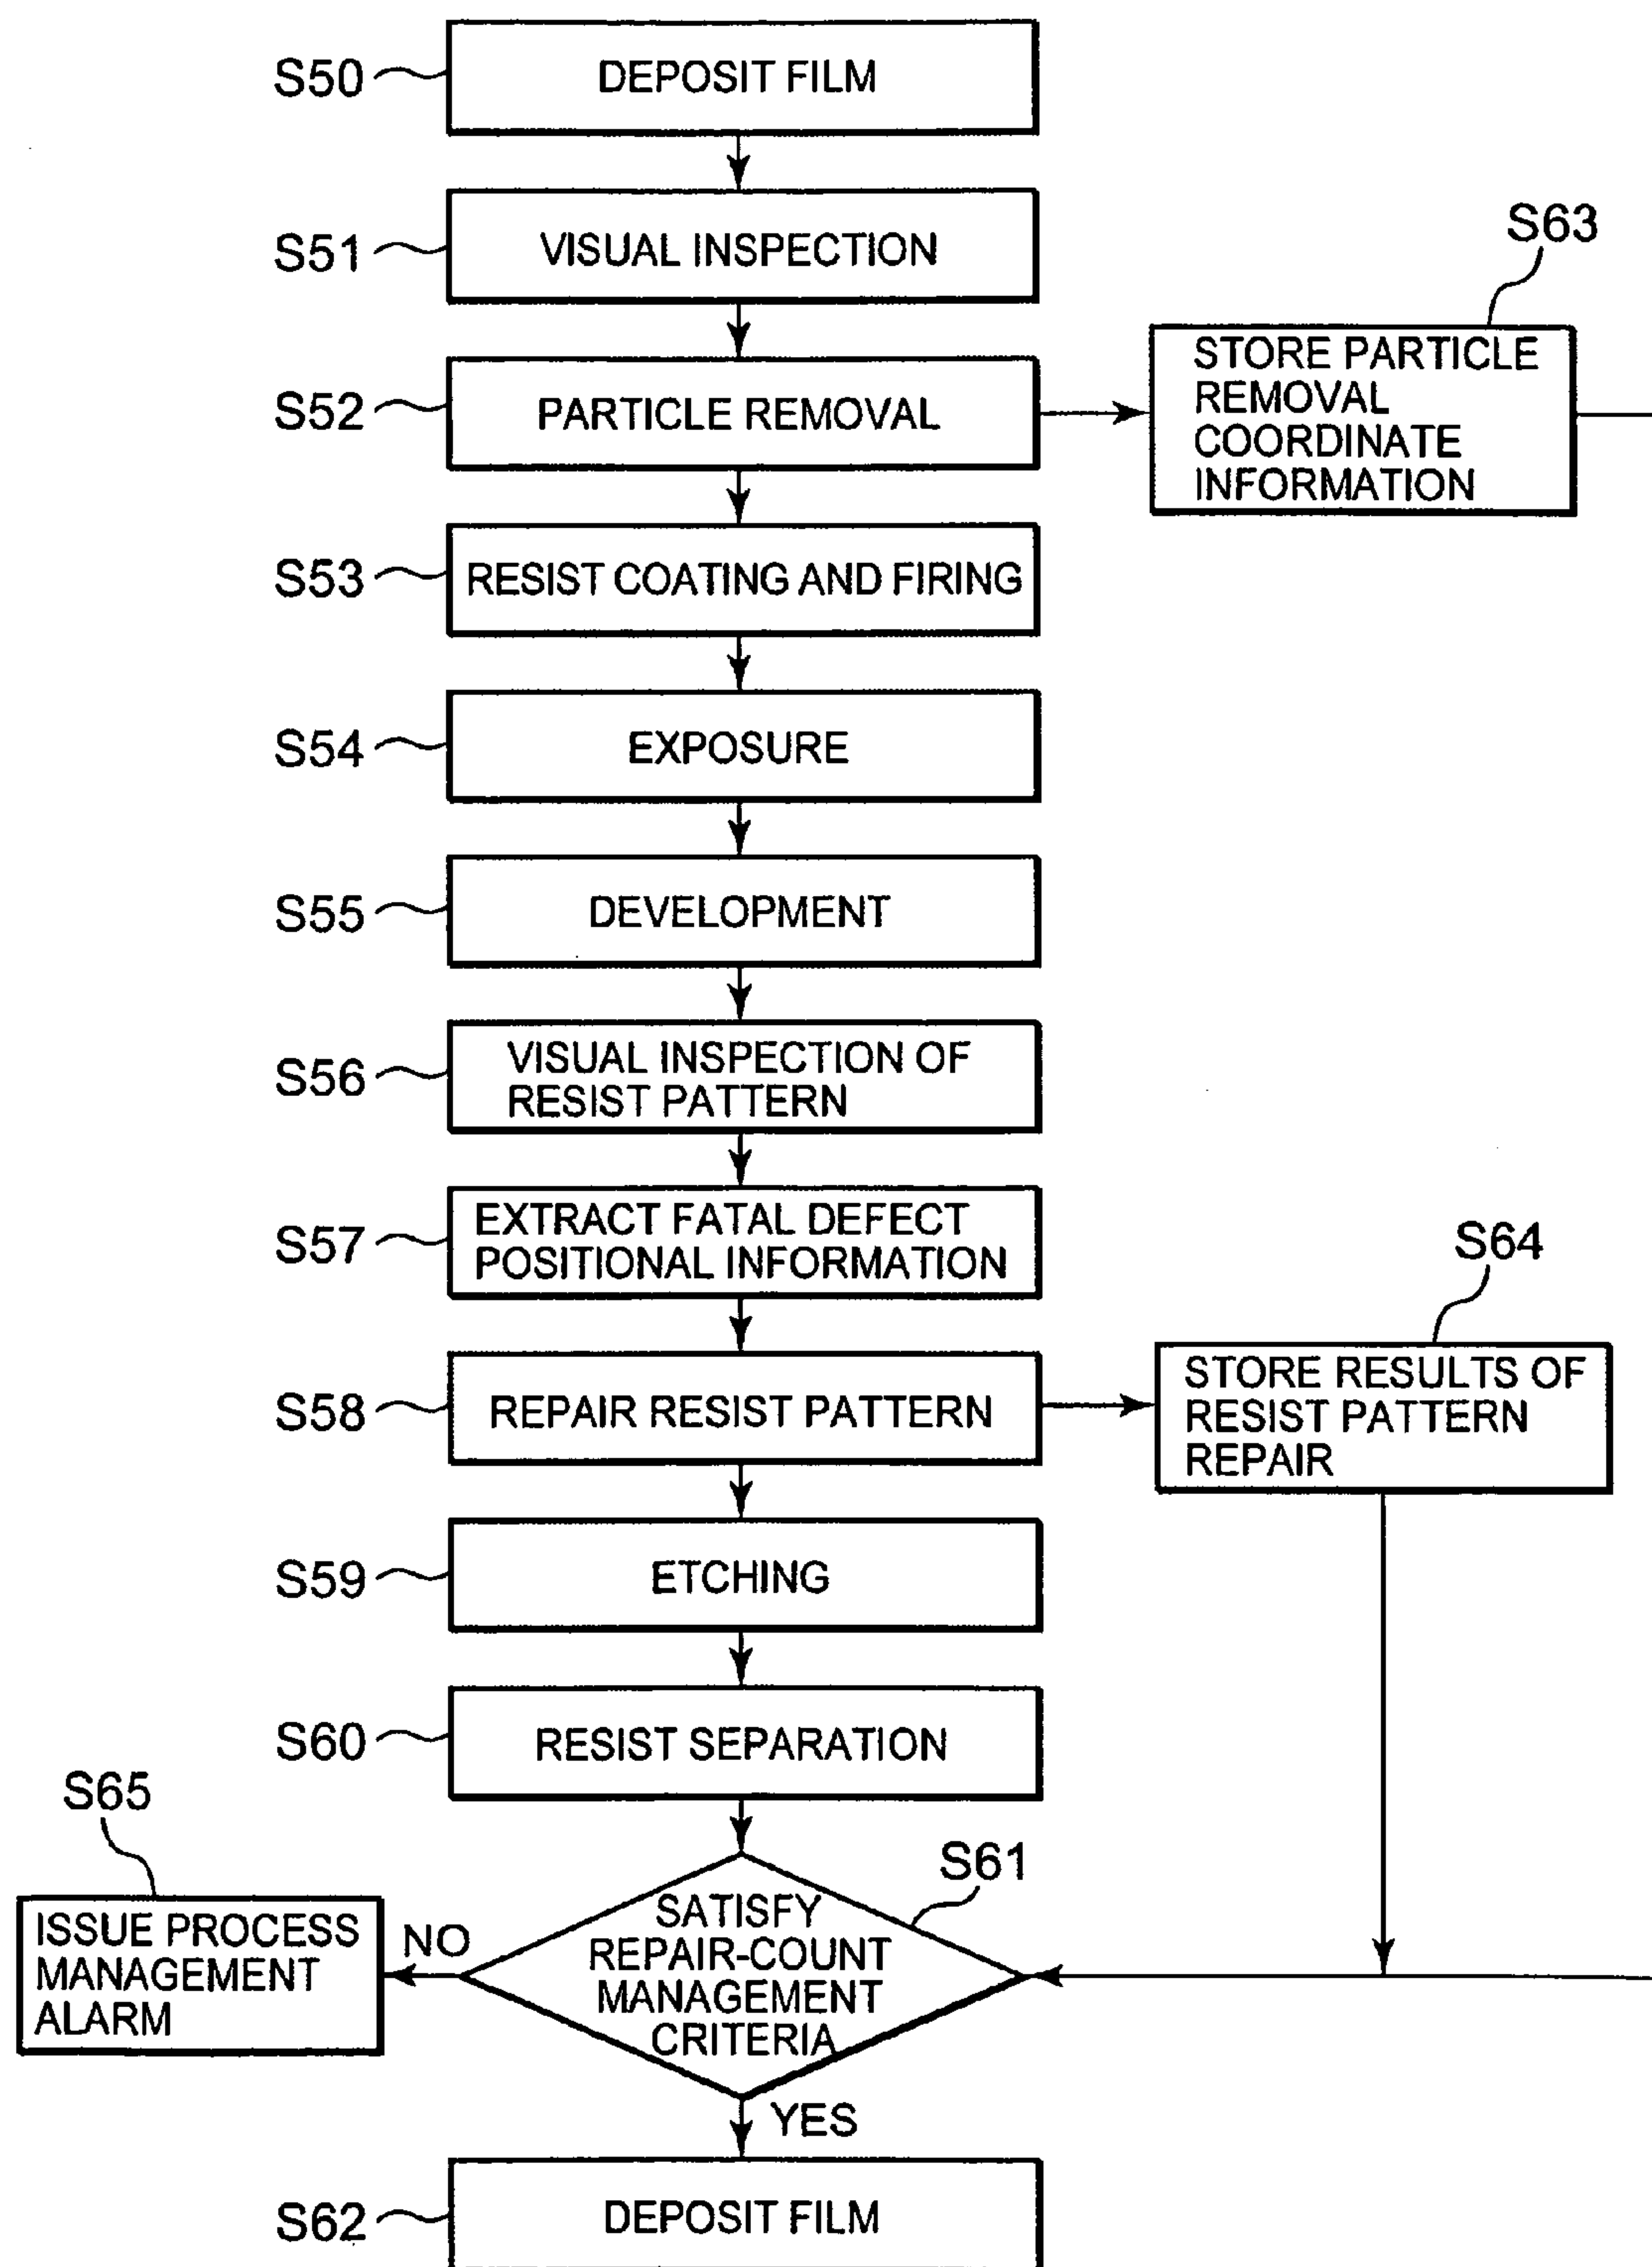 S50
DEPOSIT FILM
S51
VISUAL INSPECTION
S52
PARTICLE REMOVAL
S63
STORE PARTICLE
REMOVAL
COORDINATE
INFORMATION
S53
RESIST COATING AND FIRING
S54
EXPOSURE
S55
DEVELOPMENT
S56
VISUAL INSPECTION OF
RESIST PATTERN
S57
EXTRACT FATAL DEFECT
POSITIONAL INFORMATION
S58
REPAIR RESIST PATTERN
S64
STORE RESULTS OF
RESIST PATTERN
REPAIR
S59
ETCHING
S60
RESIST SEPARATION
S61
SATISFY
REPAIR-COUNT
MANAGEMENT
CRITERIA
S65
ISSUE PROCESS
MANAGEMENT
ALARM
NO
YES
S62
DEPOSIT FILM